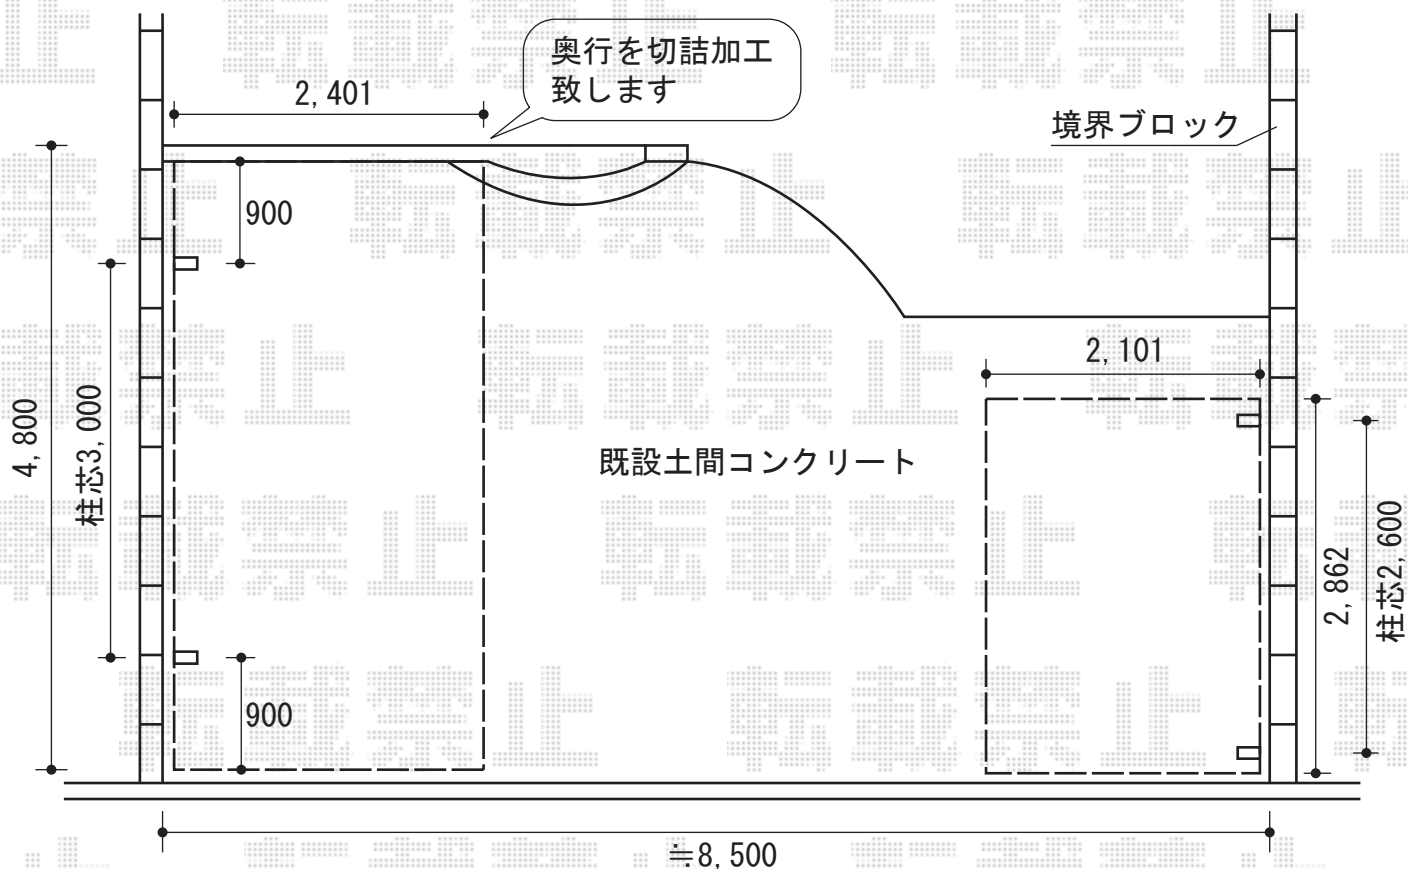 奥行を切詰加工
致します
2,401
境界ブロック
900
2,101
4,800
柱芯3,000
既設土間コンクリート
2,862
柱芯2,600
900
≒8,500
転載禁止